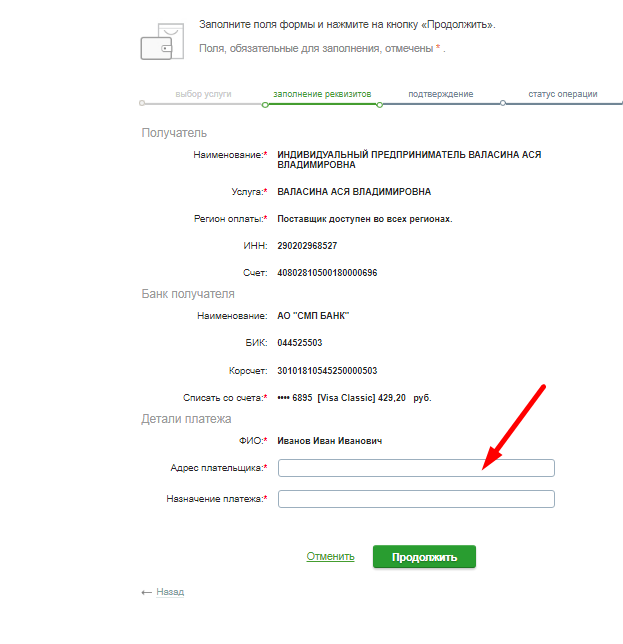 Заполните поля формы и нажмите на кнопку «Продолжить».
Поля, обязательные для заполнения, отмечены * .
выбор услуги заполнение реквизитов подтверждение статус операции
Получатель
Наименование:* ИНДИВИДУАЛЬНЫЙ ПРЕДПРИНИМАТЕЛЬ ВАЛАСИНА АСЯ
ВЛАДИМИРОВНА
Услуга:* ВАЛАСИНА АСЯ ВЛАДИМИРОВНА
Регион оплаты:* Поставщик доступен во всех регионах.
ИНН: 290202968527
Счет: 40802810500180000696
Банк получателя
Наименование: АО "СМП БАНК"
БИК: 044525503
Корсчет: 30101810545250000503
Списать со счета:* •••• 6895 [Visa Classic] 429,20 руб.
Детали платежа
ФИО:* Иванов Иван Иванович
Адрес плательщика:*
Назначение платежа:*
Отменить Продолжить
← Назад